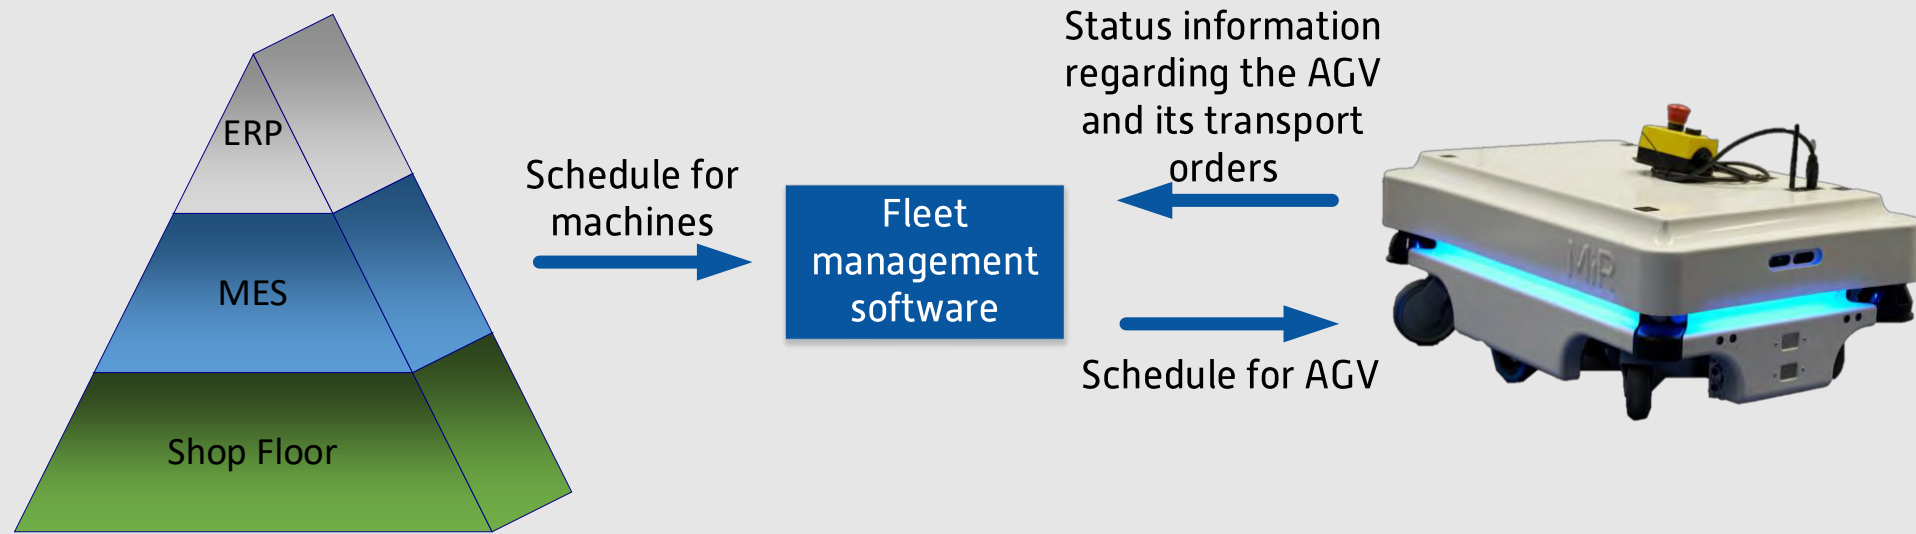 ERP
MES
Shop Floor
Schedule for
machines
Fleet
management
software
Status information
regarding the AGV
and its transport
orders
Schedule for AGV
MiR